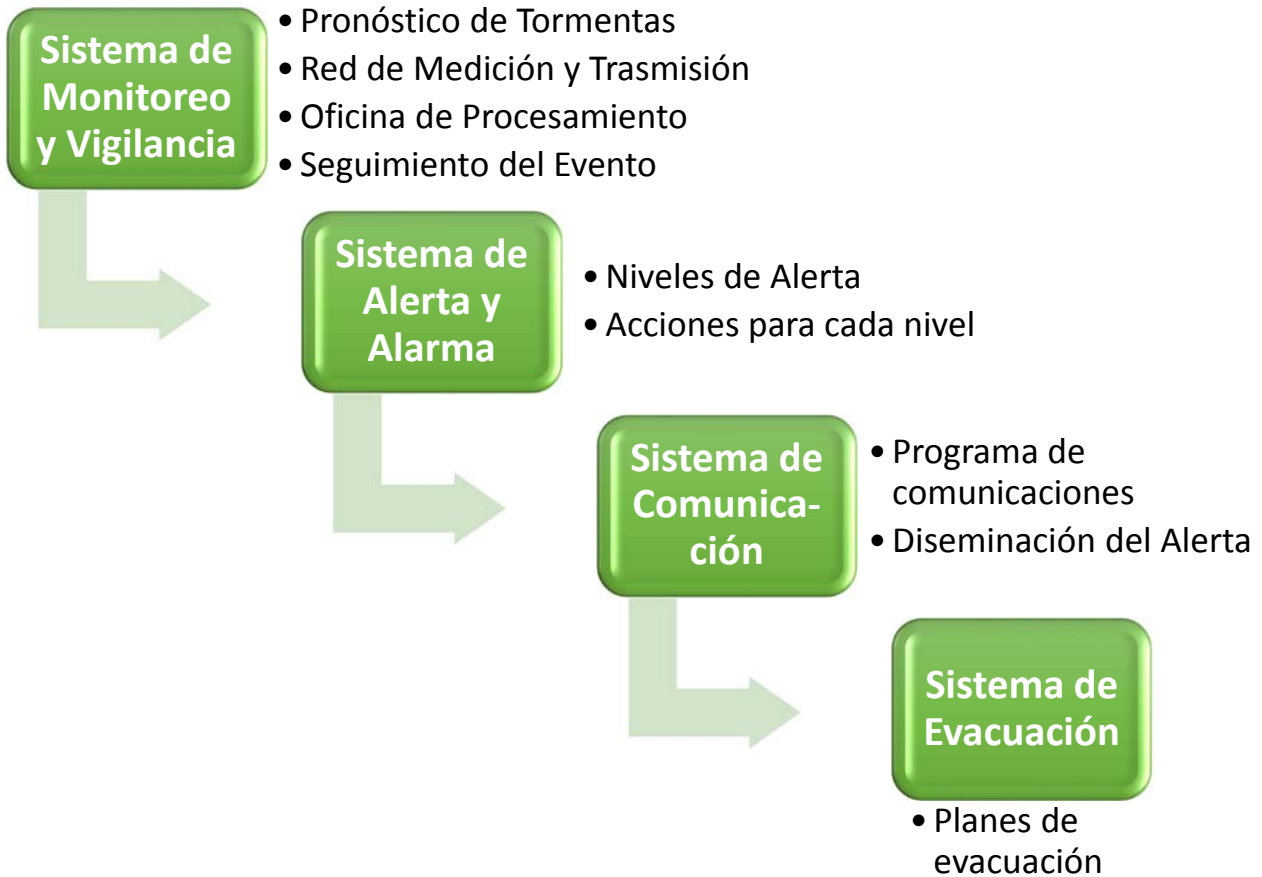 Sistema de
Monitoreo
y Vigilancia
• Pronóstico de Tormentas
• Red de Medición y Trasmisión
• Oficina de Procesamiento
• Seguimiento del Evento
Sistema de
Alerta y
Alarma
• Niveles de Alerta
• Acciones para cada nivel
Sistema de
Comunica-
ción
• Programa de
comunicaciones
• Diseminación del Alerta
Sistema de
Evacuación
• Planes de
evacuación